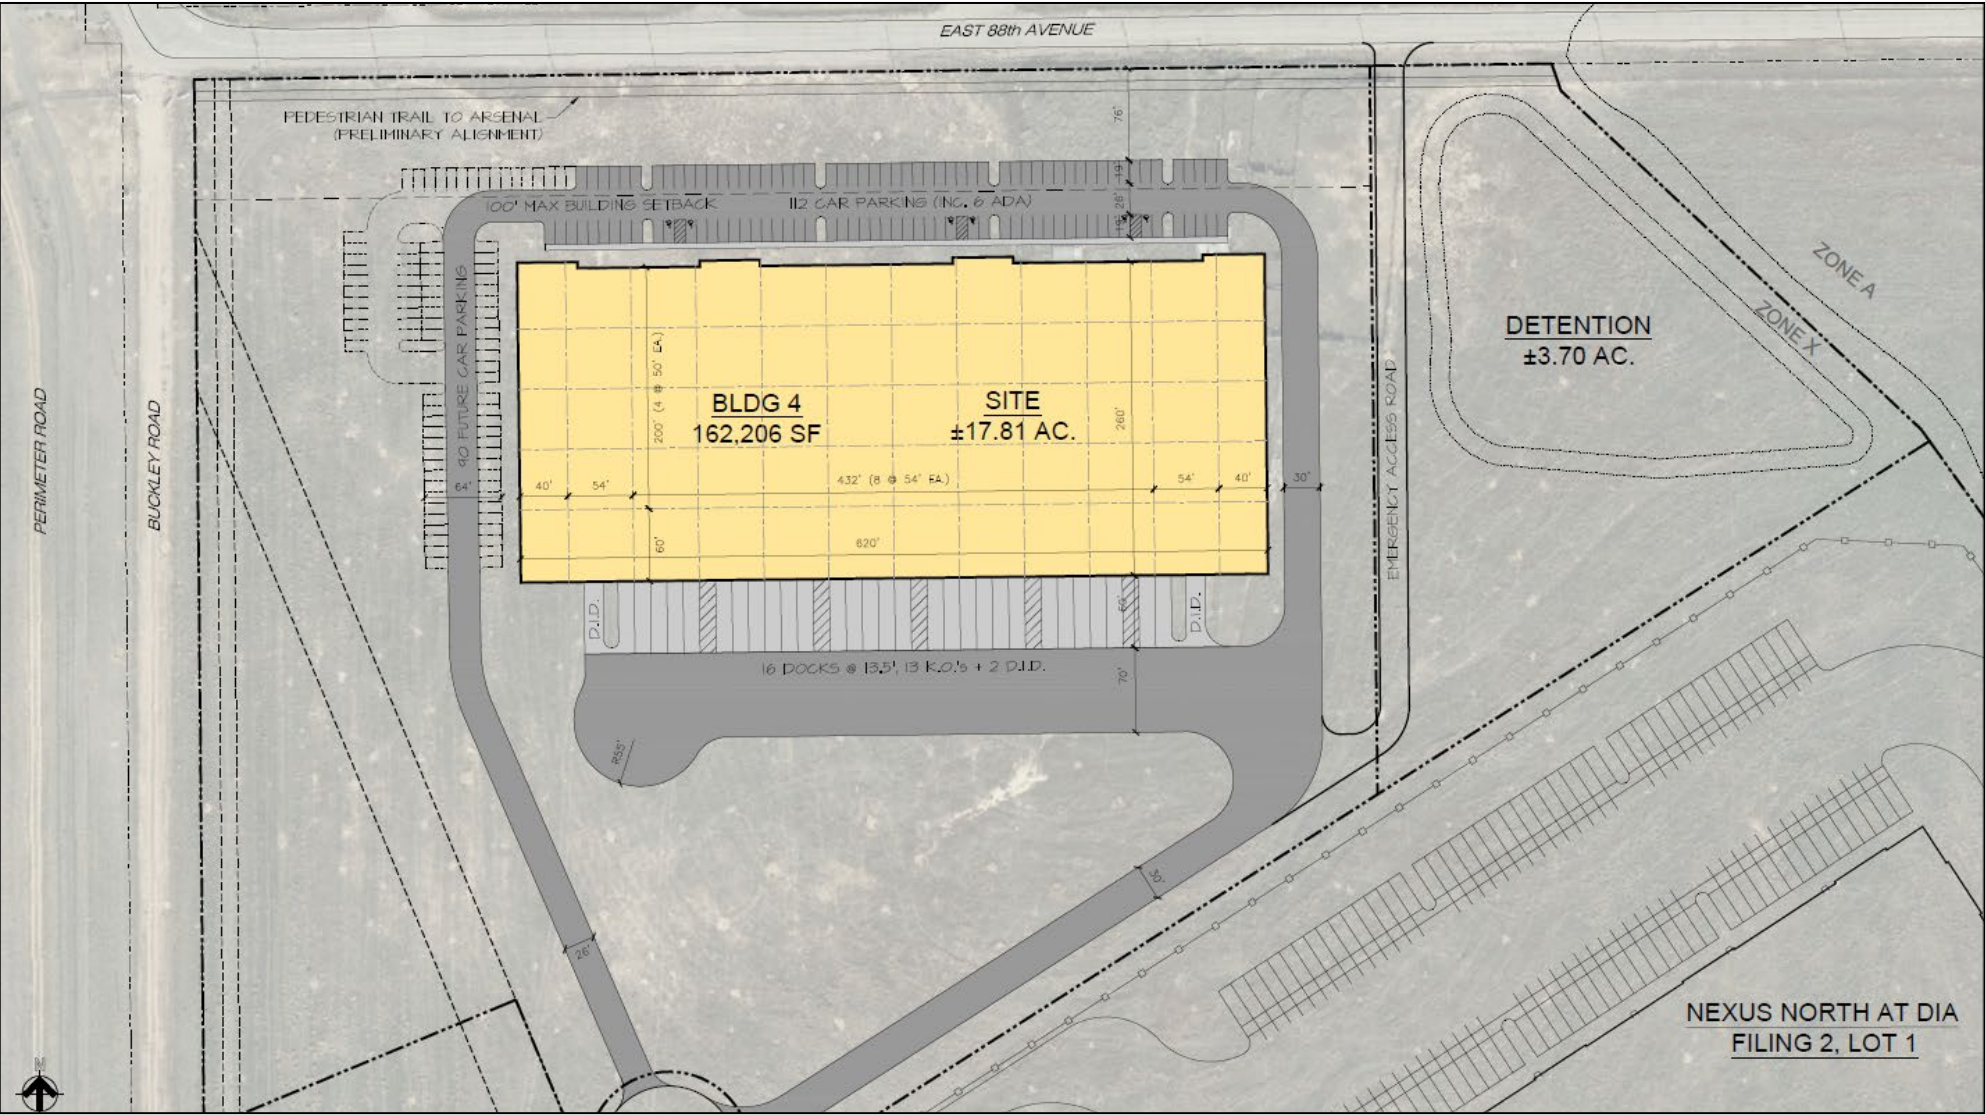 EAST 88th AVENUE
PEDESTRIAN TRAIL TO ARSENAL
(PRELIMINARY ALIGNMENT)
76'
19'
26'
19'
100' MAX BUILDING SETBACK
112 CAR PARKING (INC. 6 ADA)
ZONE A
ZONE X
DETENTION
±3.70 AC.
PERIMETER ROAD
BUCKLEY ROAD
90 FUTURE CAR PARKING
64'
200' (4 @ 50' EA.)
BLDG 4
162,206 SF
SITE
±17.81 AC.
260'
EMERGENCY ACCESS ROAD
40'
54'
432' (8 @ 54' EA.)
54'
40'
30'
60'
620'
D.I.D.
60'
D.I.D.
16 DOCKS @ 13.5', 13 K.O.'s + 2 D.I.D.
70'
R55'
30'
26'
NEXUS NORTH AT DIA
FILING 2, LOT 1
N